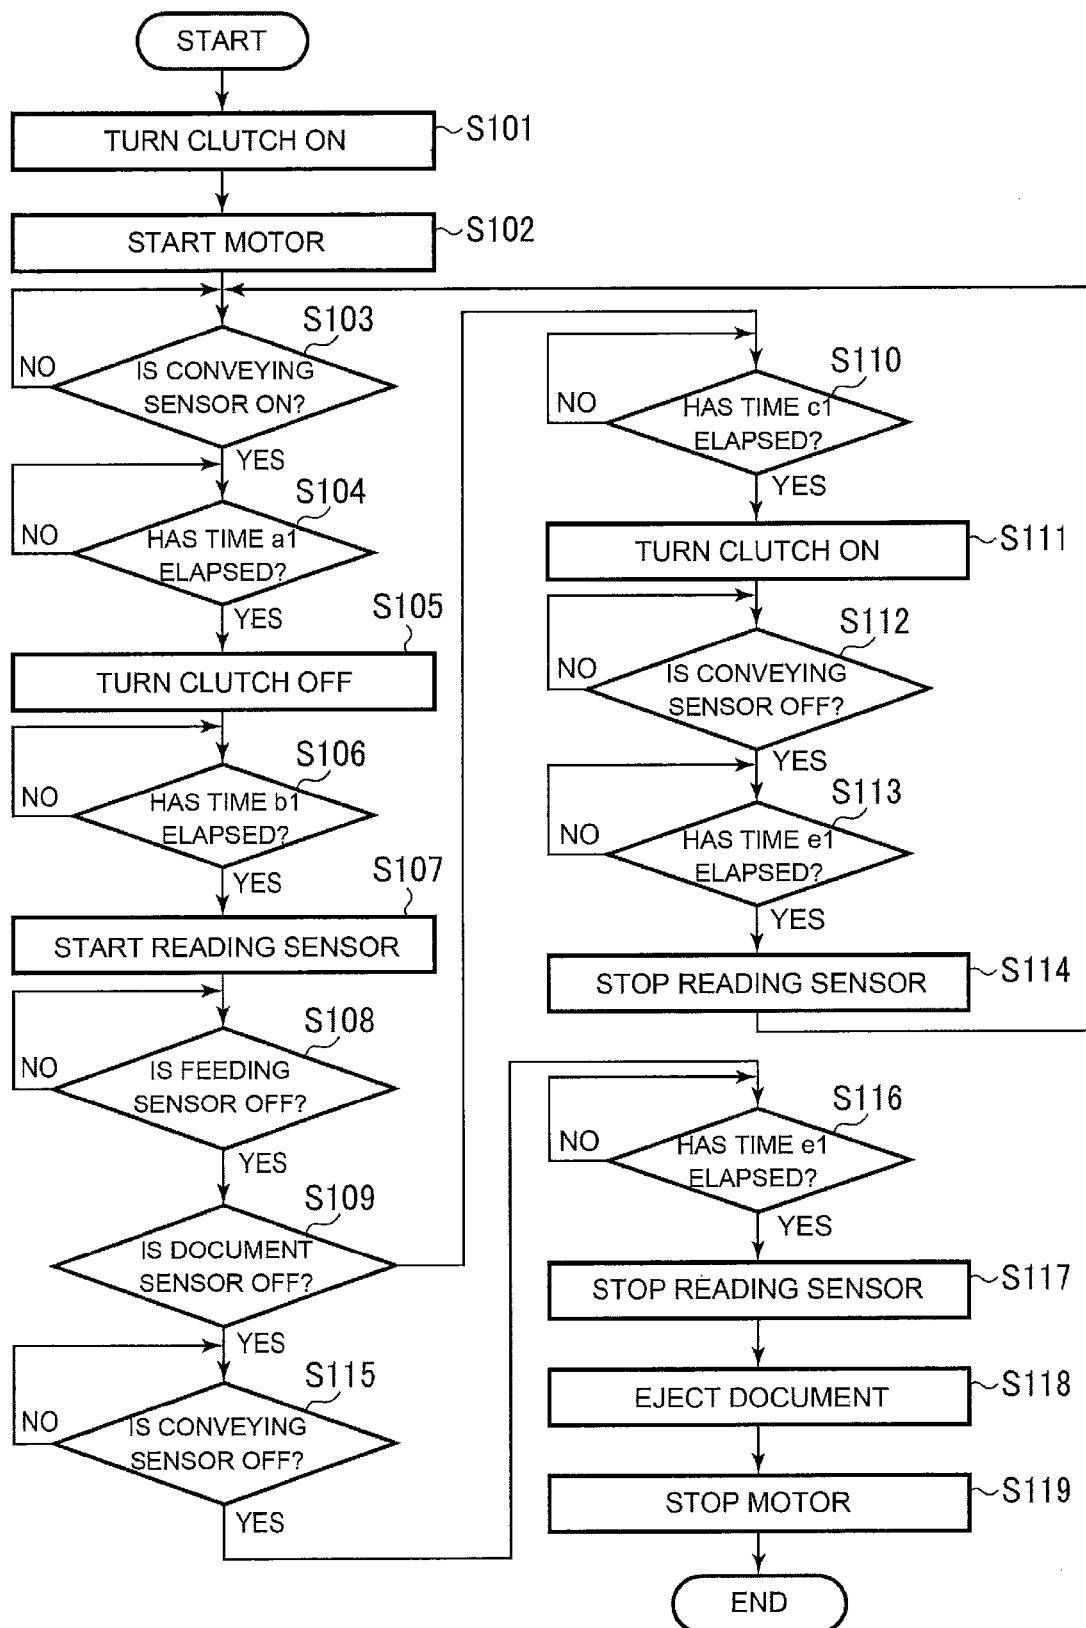 START
TURN CLUTCH ON
S101
START MOTOR
S102
S103
IS CONVEYING
SENSOR ON?
NO
YES
S104
HAS TIME a1
ELAPSED?
NO
YES
S105
TURN CLUTCH OFF
S106
HAS TIME b1
ELAPSED?
NO
YES
S107
START READING SENSOR
S108
IS FEEDING
SENSOR OFF?
NO
YES
S109
IS DOCUMENT
SENSOR OFF?
YES
S115
IS CONVEYING
SENSOR OFF?
NO
YES
S110
HAS TIME c1
ELAPSED?
NO
YES
TURN CLUTCH ON
S111
S112
IS CONVEYING
SENSOR OFF?
NO
YES
S113
HAS TIME e1
ELAPSED?
NO
YES
STOP READING SENSOR
S114
S116
HAS TIME e1
ELAPSED?
NO
YES
STOP READING SENSOR
S117
EJECT DOCUMENT
S118
STOP MOTOR
S119
END